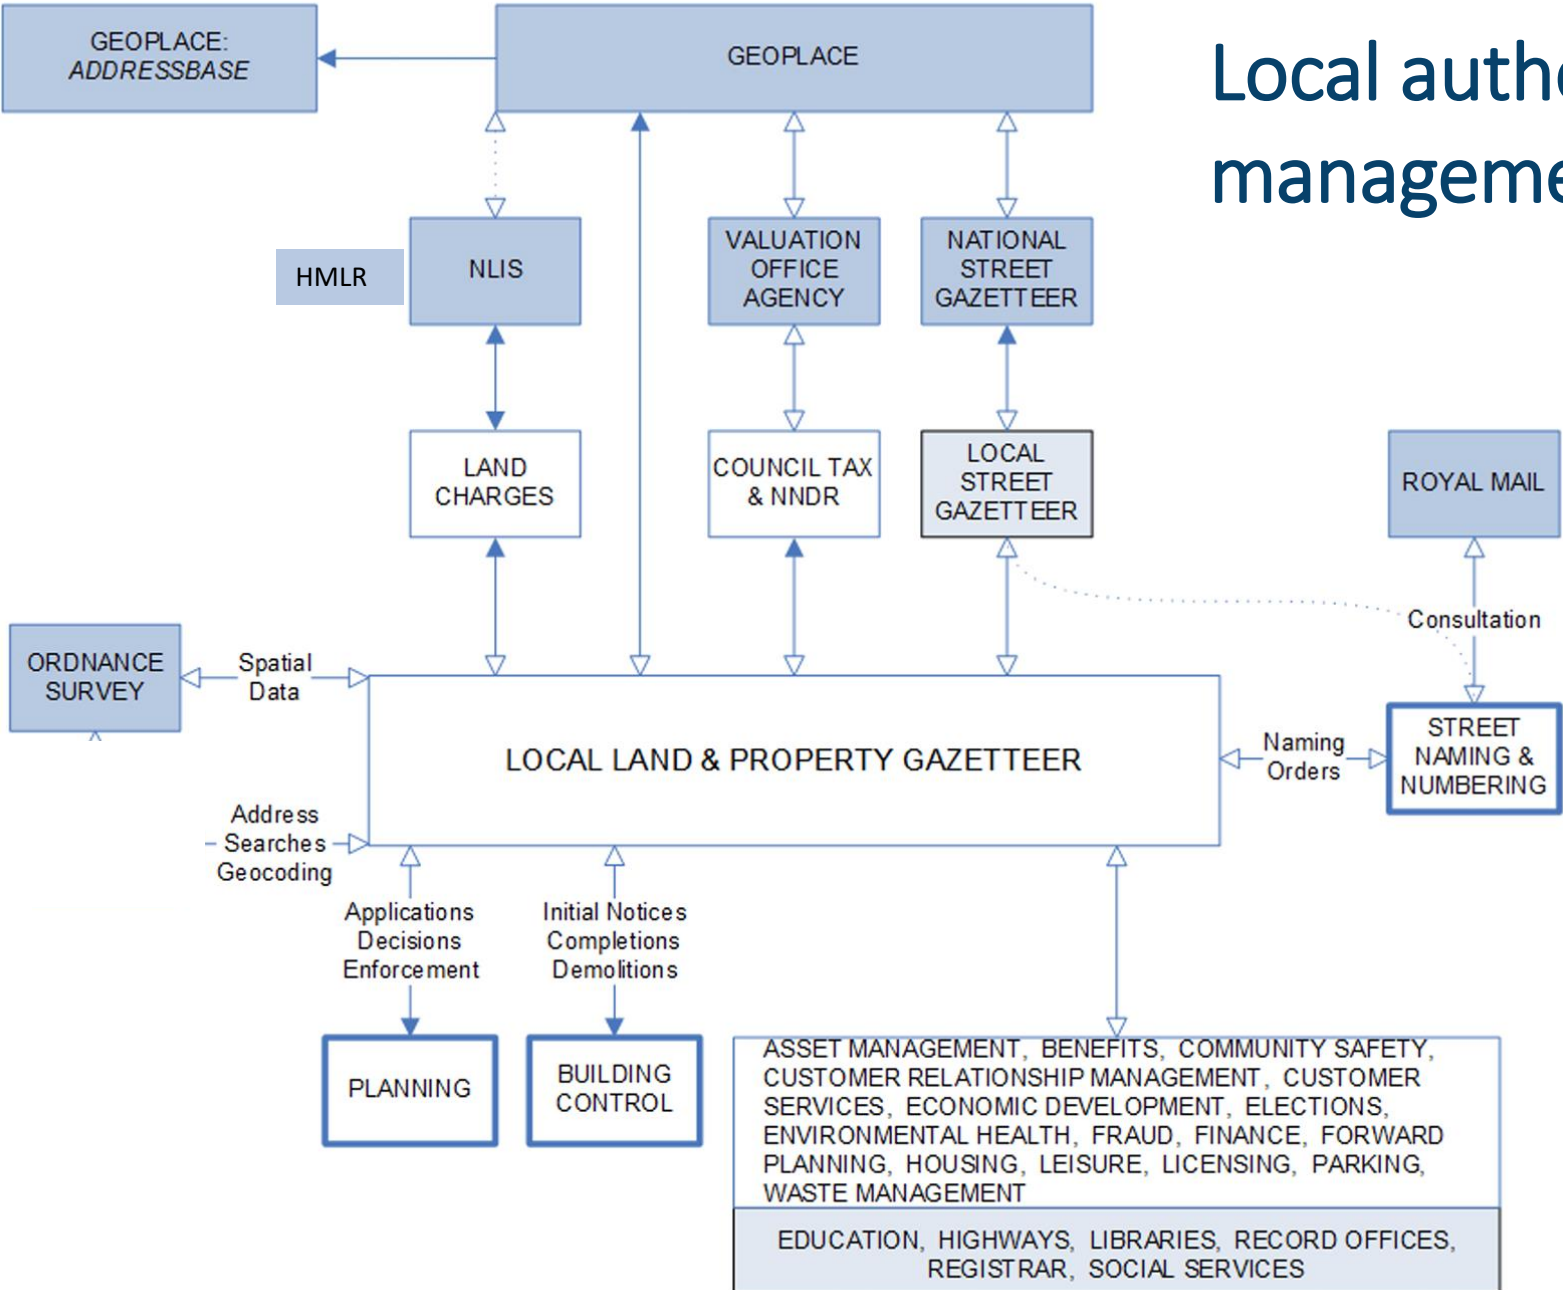 GEOPLACE:
ADDRESSBASE
GEOPLACE
Local autho
manageme
HMLR
NLIS
VALUATION
OFFICE
AGENCY
NATIONAL
STREET
GAZETTEER
LAND
CHARGES
COUNCIL TAX
& NNDR
LOCAL
STREET
GAZETTEER
ROYAL MAIL
Consultation
ORDNANCE
SURVEY
Spatial
Data
LOCAL LAND & PROPERTY GAZETTEER
Naming
Orders
STREET
NAMING &
NUMBERING
Address
Searches
Geocoding
Applications
Decisions
Enforcement
Initial Notices
Completions
Demolitions
PLANNING
BUILDING
CONTROL
ASSET MANAGEMENT, BENEFITS, COMMUNITY SAFETY,
CUSTOMER RELATIONSHIP MANAGEMENT, CUSTOMER
SERVICES, ECONOMIC DEVELOPMENT, ELECTIONS,
ENVIRONMENTAL HEALTH, FRAUD, FINANCE, FORWARD
PLANNING, HOUSING, LEISURE, LICENSING, PARKING,
WASTE MANAGEMENT
EDUCATION, HIGHWAYS, LIBRARIES, RECORD OFFICES,
REGISTRAR, SOCIAL SERVICES